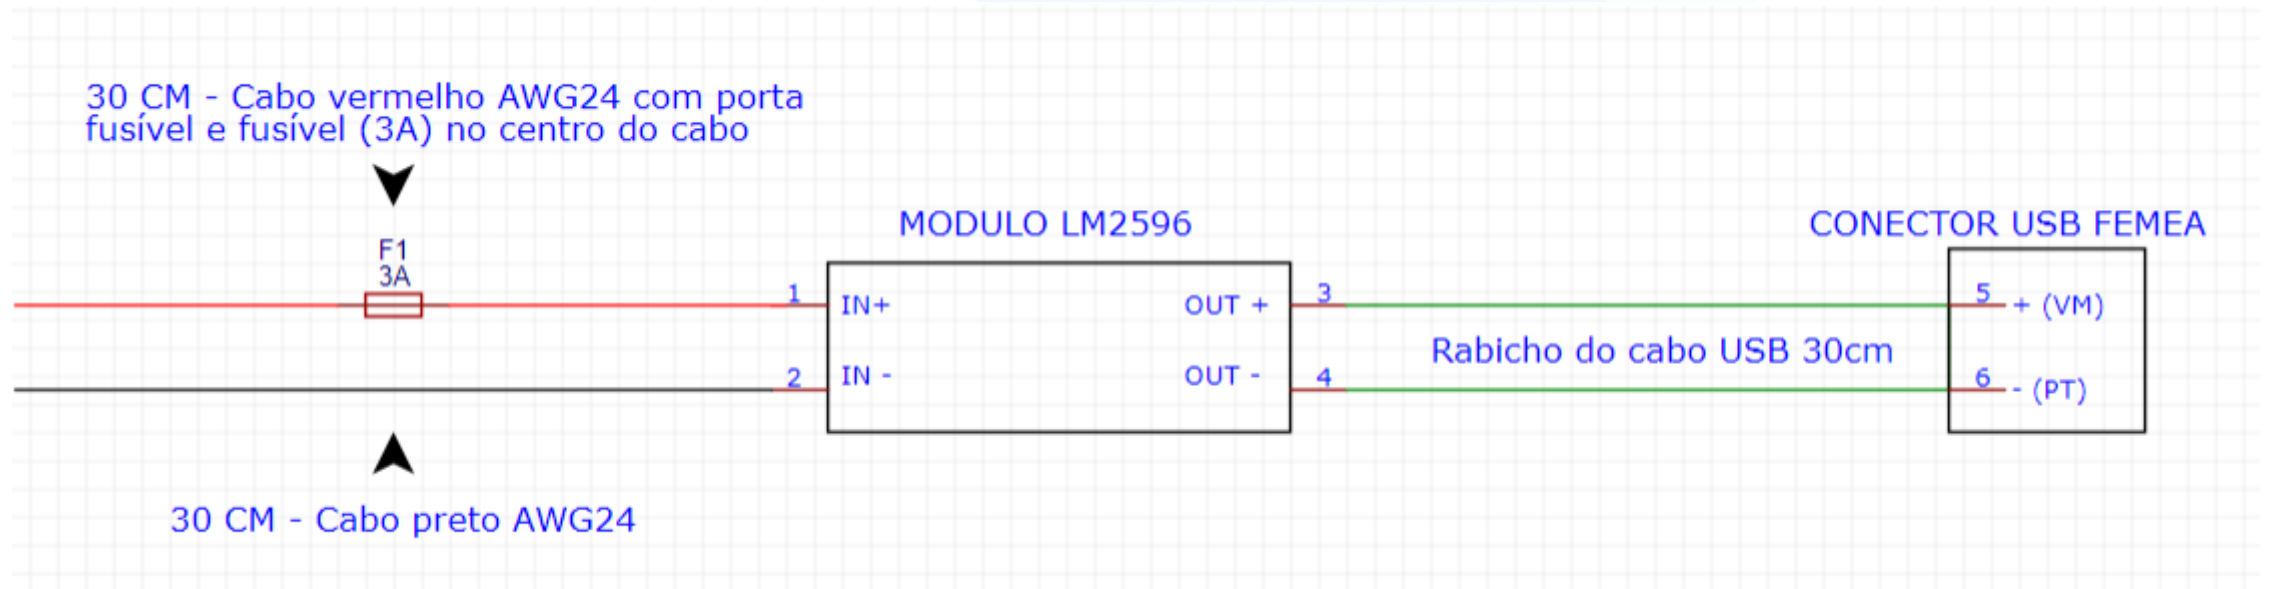 30 CM - Cabo vermelho AWG24 com porta
fusível e fusível (3A) no centro do cabo
F1
3A
MODULO LM2596
CONECTOR USB FEMEA
1
IN+
OUT +
3
5
+ (VM)
Rabicho do cabo USB 30cm
2
IN -
OUT -
4
6
- (PT)
30 CM - Cabo preto AWG24